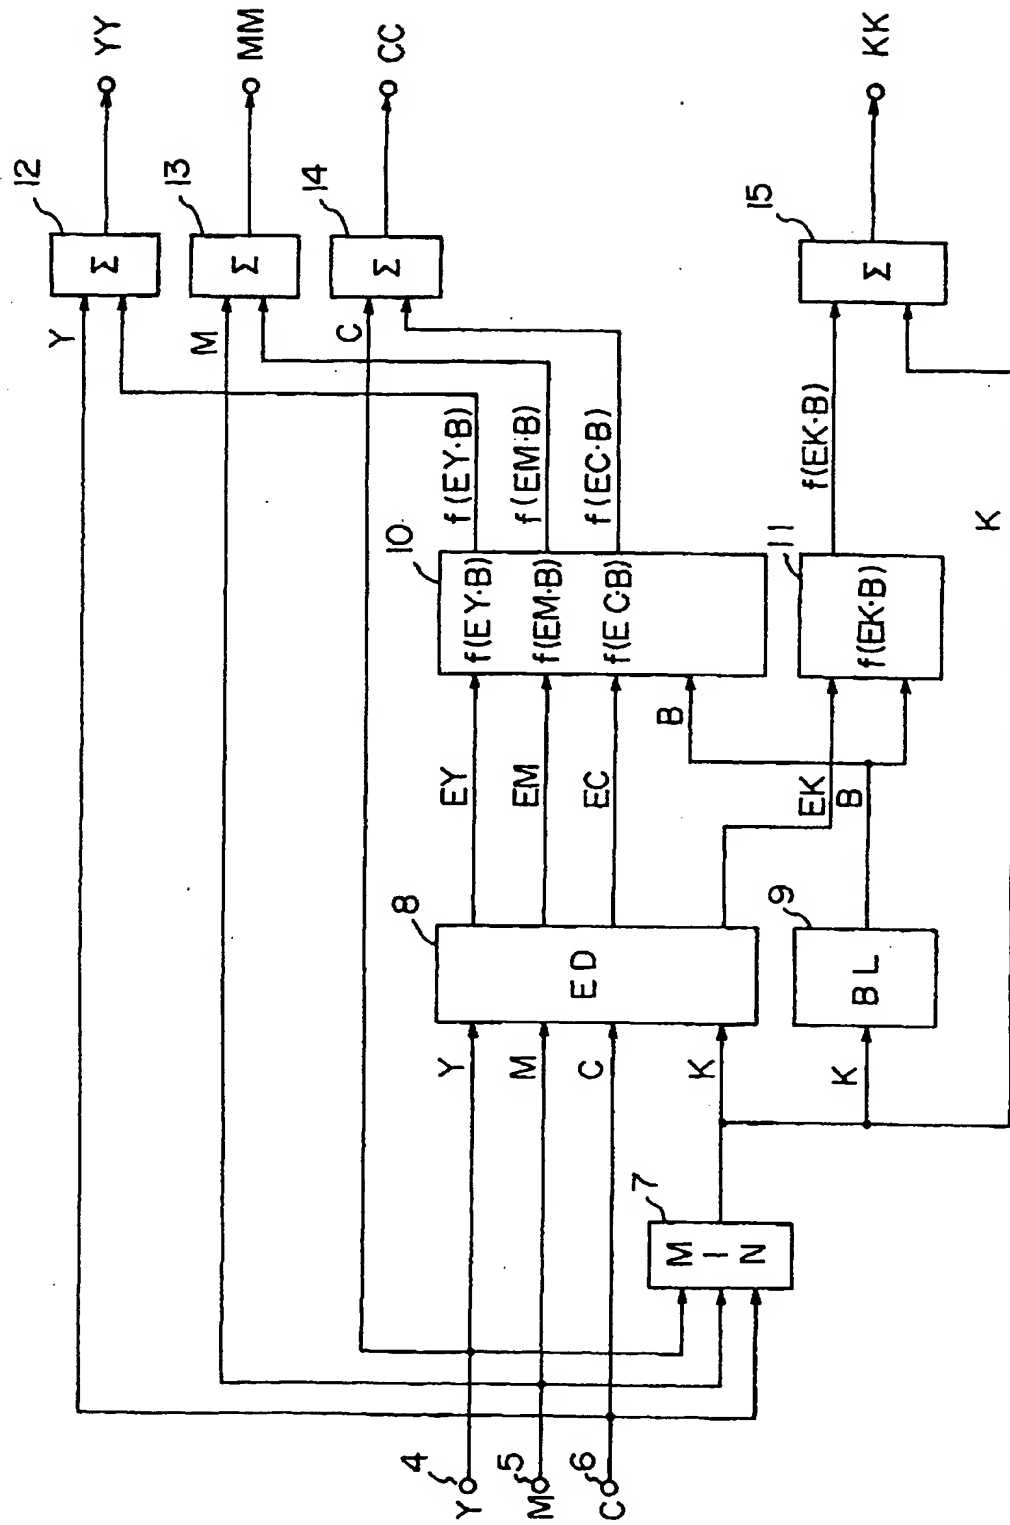 Y 4
M 5
C 6
7
MIN
K
Y
M
C
K
8
ED
K
9
BL
EY
EM
EC
EK
B
B
10
f(EY·B)
f(EM·B)
f(EC·B)
11
f(EK·B)
f(EY·B)
f(EM·B)
f(EC·B)
f(EK·B)
Y
M
C
12
Σ
YY
13
Σ
MM
14
Σ
CC
15
Σ
KK